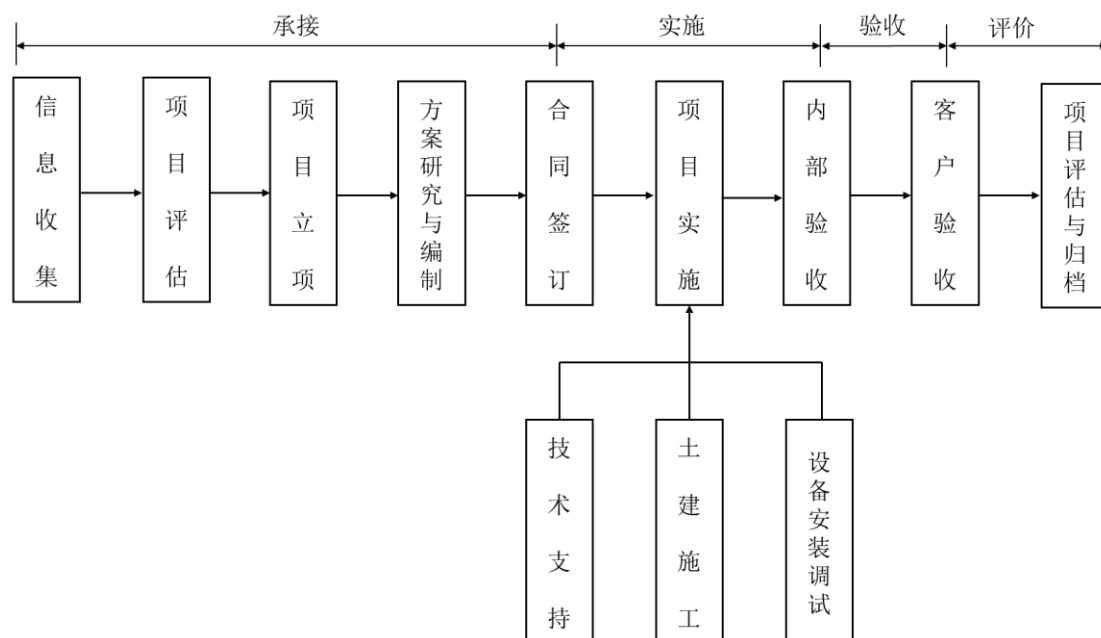 承接
实施
验收
评价
信息收集
项目评估
项目立项
方案研究与编制
合同签订
项目实施
内部验收
客户验收
项目评估与归档
技术支持
土建施工
设备安装调试